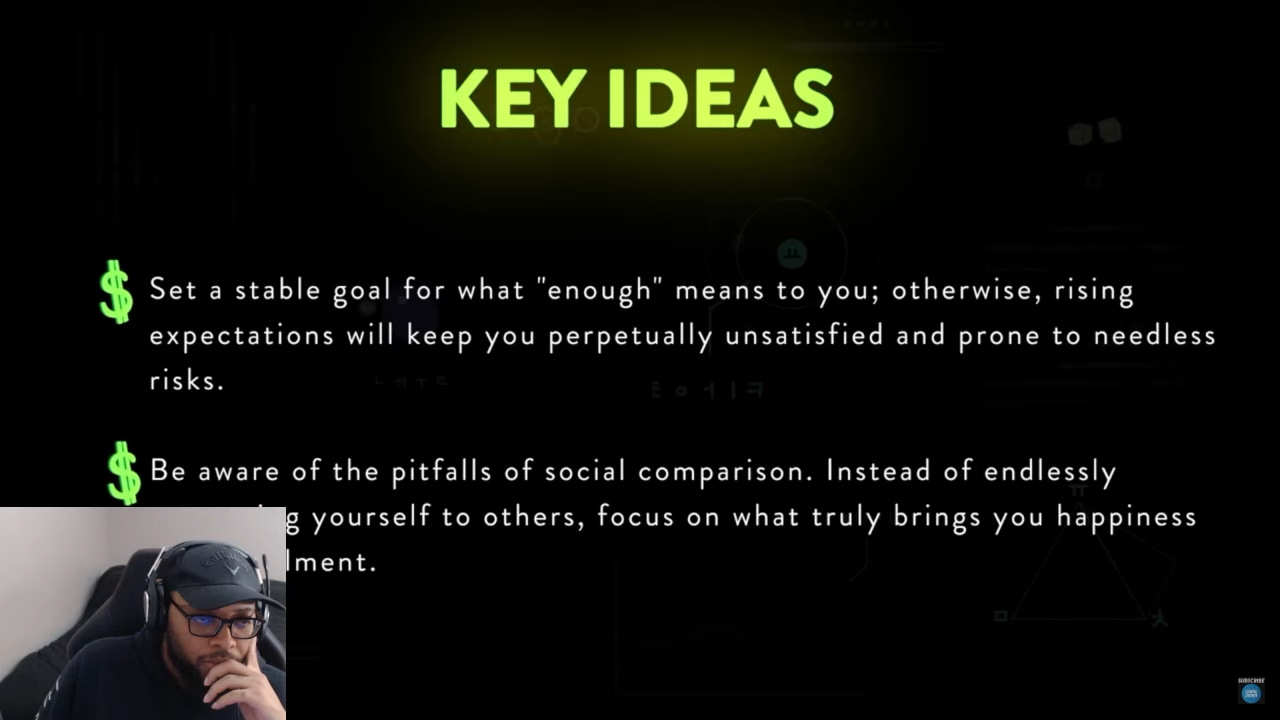 KEY IDEAS
Set a stable goal for what "enough" means to you; otherwise, rising
expectations will keep you perpetually unsatisfied and prone to needless
risks.
Be aware of the pitfalls of social comparison. Instead of endlessly
yourself to others, focus on what truly brings you happiness
SUBSCRIBE